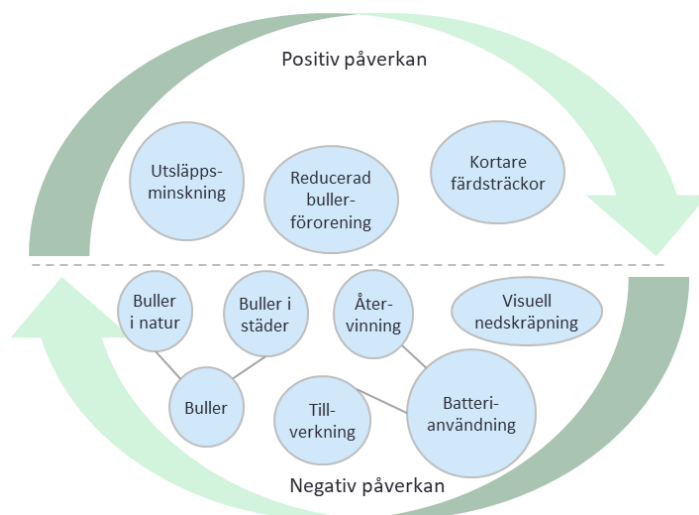 Positiv påverkan
Utsläpps-
minskning
Reducerad
buller-
förorening
Kortare
färdsträckor
Buller
i natur
Buller i
städer
Åter-
vinning
Visuell
nedskräpning
Buller
Till-
verkning
Batteri-
användning
Negativ påverkan